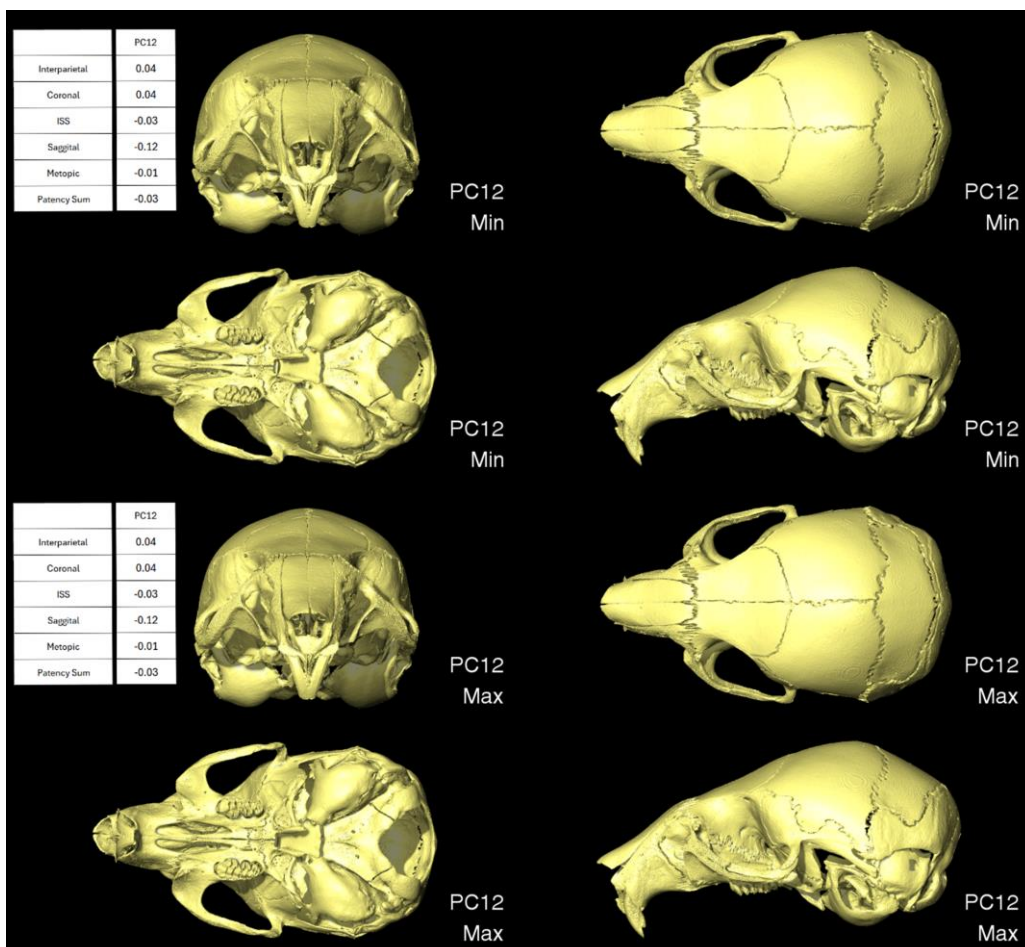 PC12
Interparietal 0.04
Coronal 0.04
ISS -0.03
Saggital -0.12
Metopic -0.01
Patency Sum -0.03
PC12
Min
PC12
Min
PC12
Min
PC12
Min
PC12
Interparietal 0.04
Coronal 0.04
ISS -0.03
Saggital -0.12
Metopic -0.01
Patency Sum -0.03
PC12
Max
PC12
Max
PC12
Max
PC12
Max